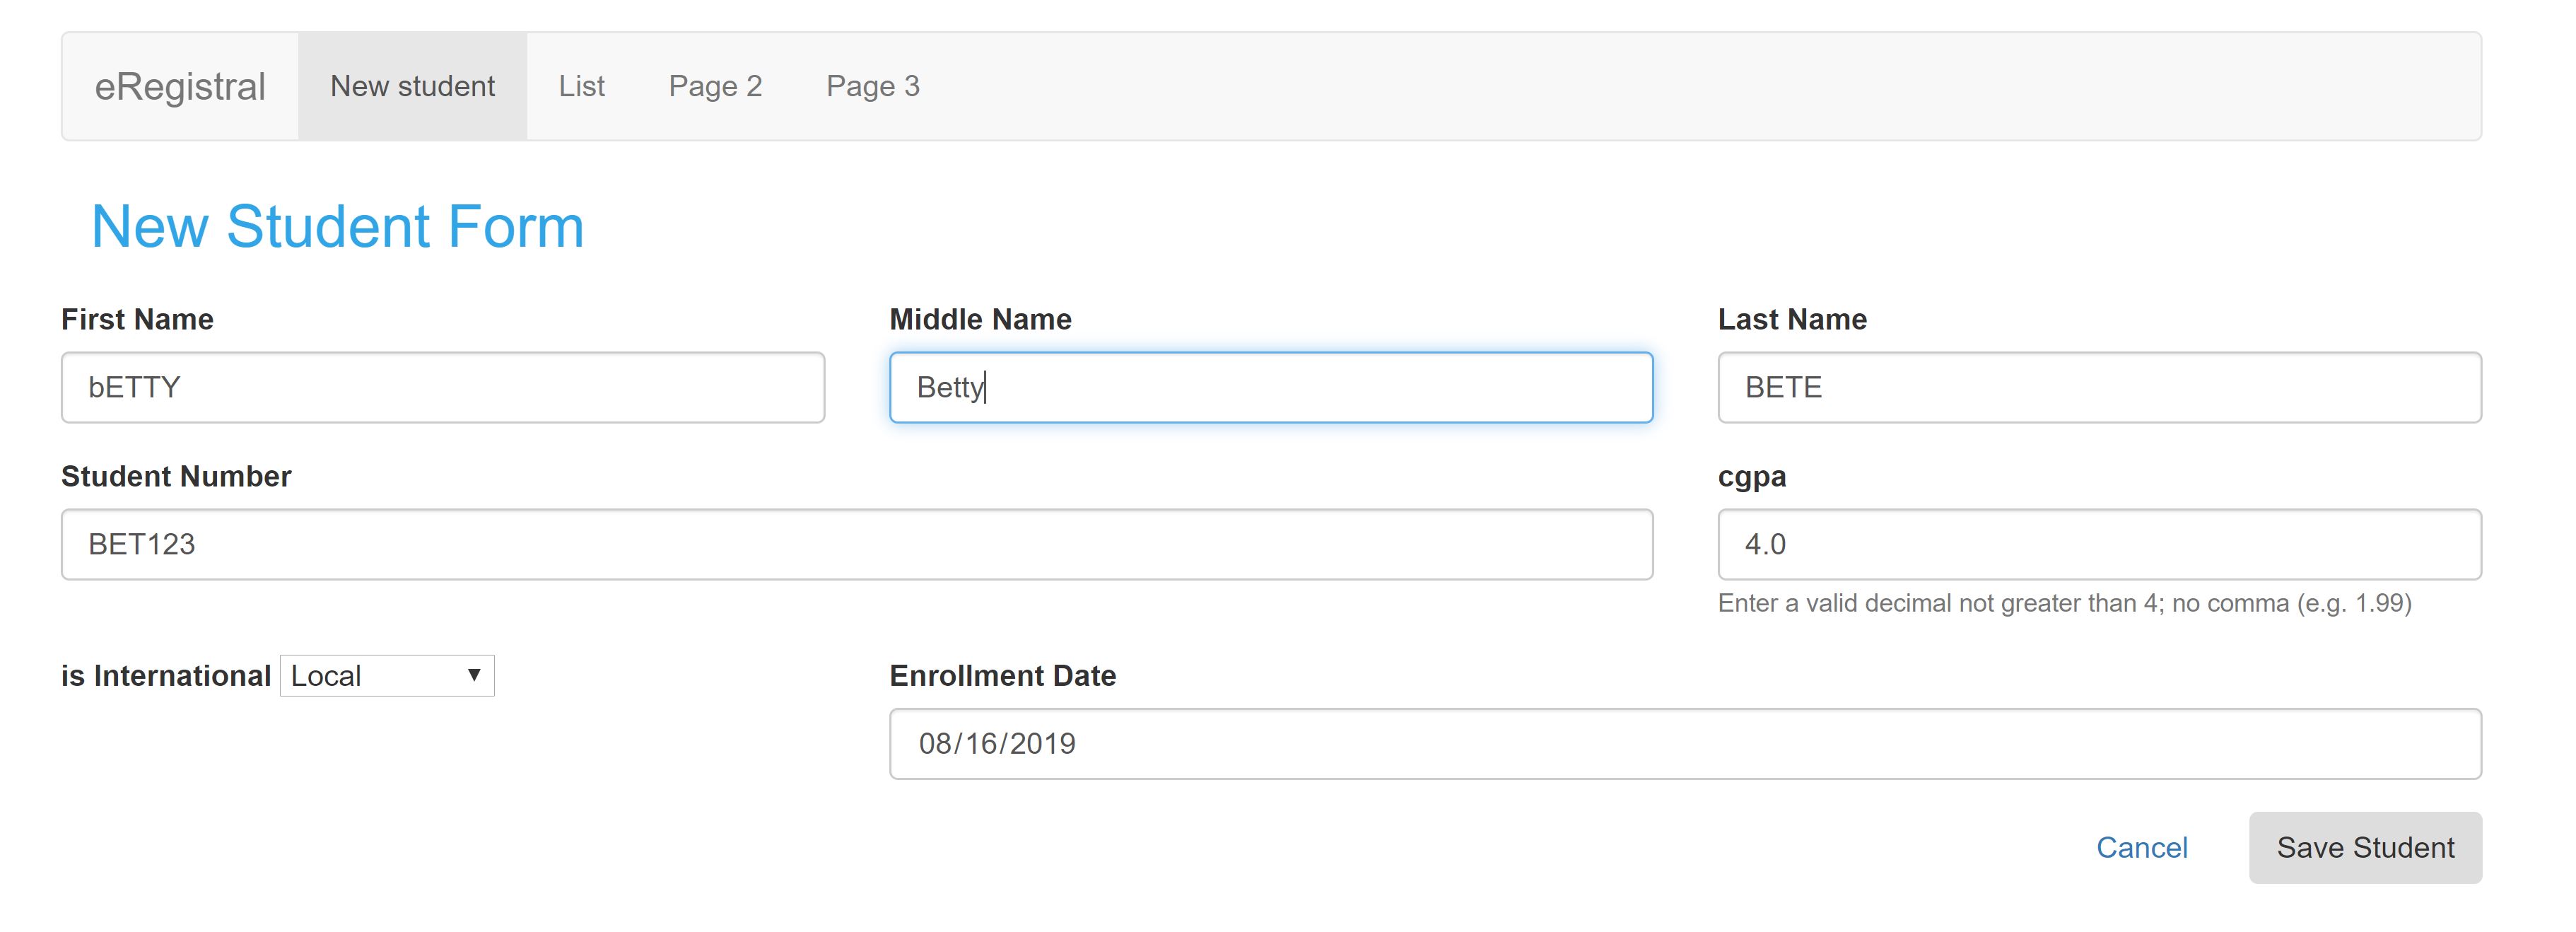 eRegistral New student List Page 2 Page 3
New Student Form
First Name Middle Name Last Name
bETTY Betty BETE
Student Number cgpa
BET123 4.0
Enter a valid decimal not greater than 4; no comma (e.g. 1.99)
is International Local Enrollment Date
08/16/2019
Cancel Save Student